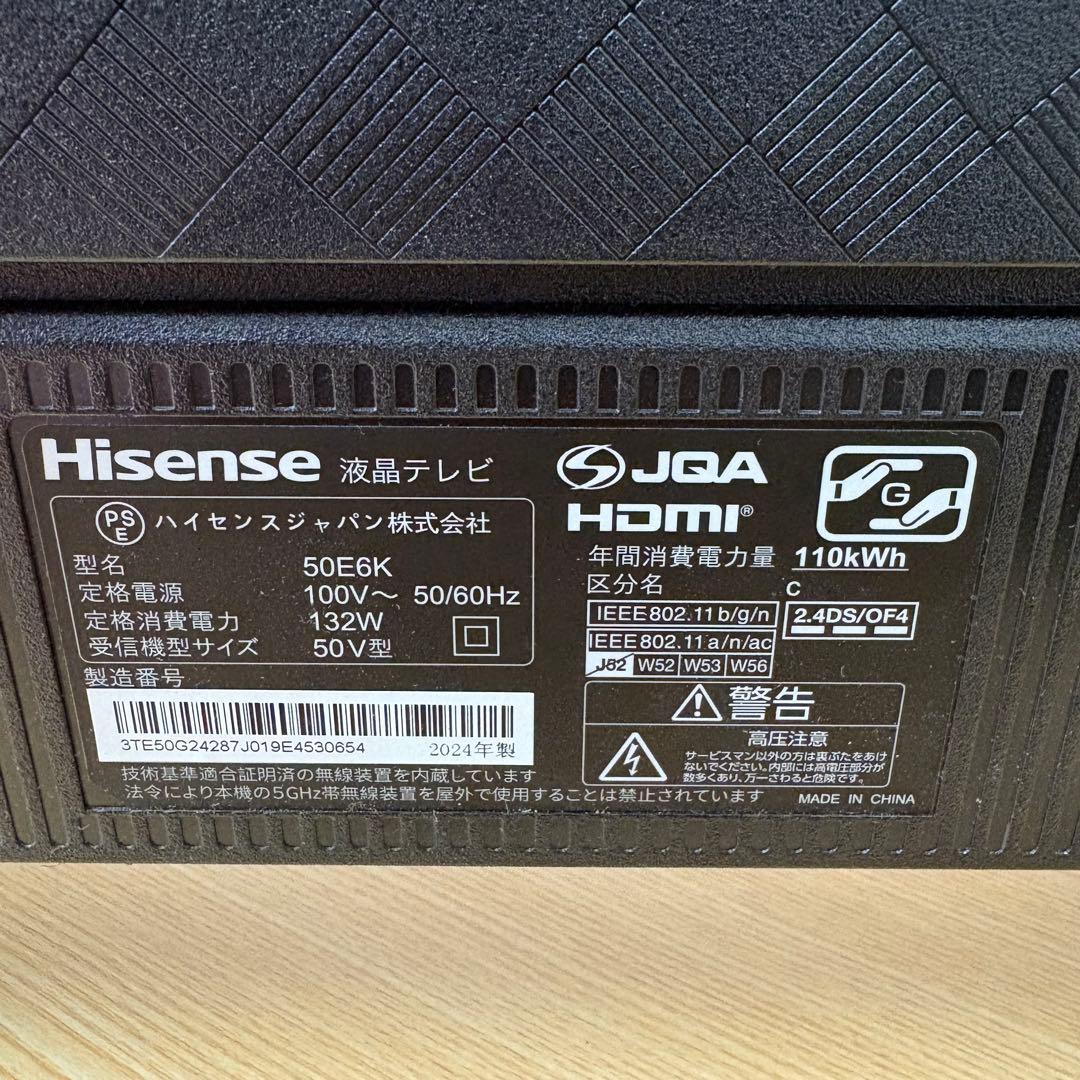 Hisense 液晶テレビ
PS
E
ハイセンスジャパン株式会社
型名 50E6K
定格電源 100V～ 50/60Hz
定格消費電力 132W
受信機型サイズ 50V型
製造番号
3TE50G24287J019E4530654 2024年製
技術基準適合証明済の無線装置を内蔵しています
法令により本機の5GHz帯無線装置を屋外で使用することは禁止されています
JQA
HDMI®
G
年間消費電力量 110kWh
区分名 C
IEEE802.11b/g/n
2.4DS/OF4
IEEE802.11a/n/ac
J52 W52 W53 W56
警告
高圧注意
サービスマン以外の方は裏ぶたをあけ
ないでください。内部には高電圧部分が
数多くあり、万一さわると危険です。
MADE IN CHINA